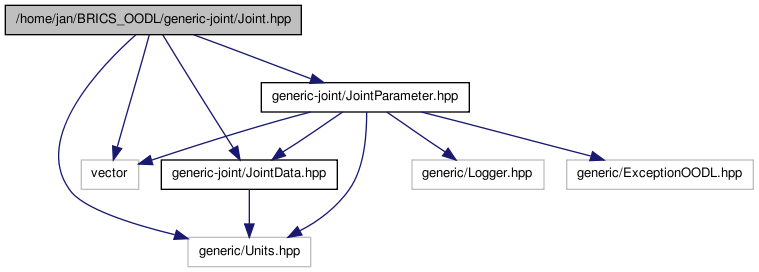 /home/jan/BRICS_OODL/generic-joint/Joint.hpp
generic-joint/JointParameter.hpp
vector
generic-joint/JointData.hpp
generic/Logger.hpp
generic/ExceptionOODL.hpp
generic/Units.hpp